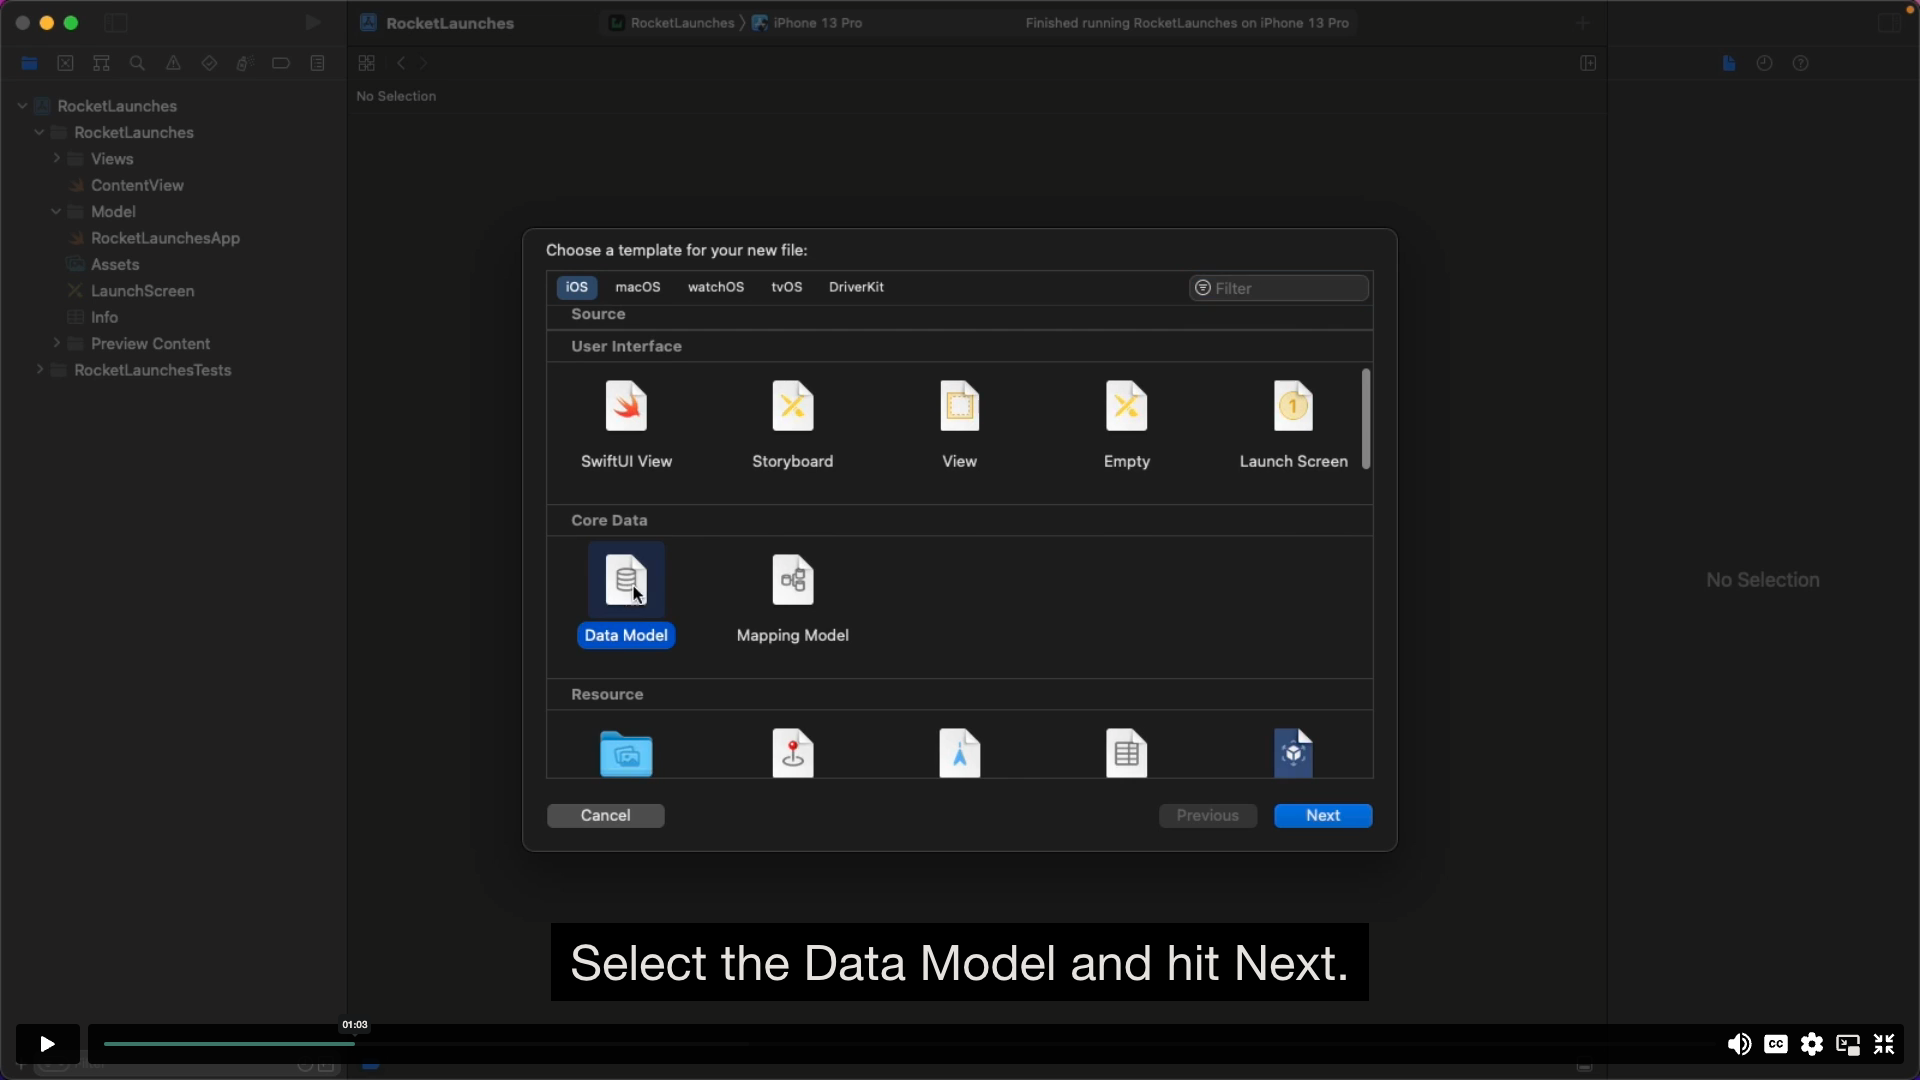 RocketLaunches
RocketLaunches
iPhone 13 Pro
Finished running RocketLaunches on iPhone 13 Pro
No Selection
RocketLaunches
RocketLaunches
Views
ContentView
Model
RocketLaunchesApp
Assets
LaunchScreen
Info
Preview Content
RocketLaunchesTests
Choose a template for your new file:
iOS
macOS
watchOS
tvOS
DriverKit
Filter
Source
User Interface
SwiftUI View
Storyboard
View
Empty
Launch Screen
1
Core Data
Data Model
Mapping Model
Resource
Cancel
Previous
Next
No Selection
Select the Data Model and hit Next.
01:03
CC